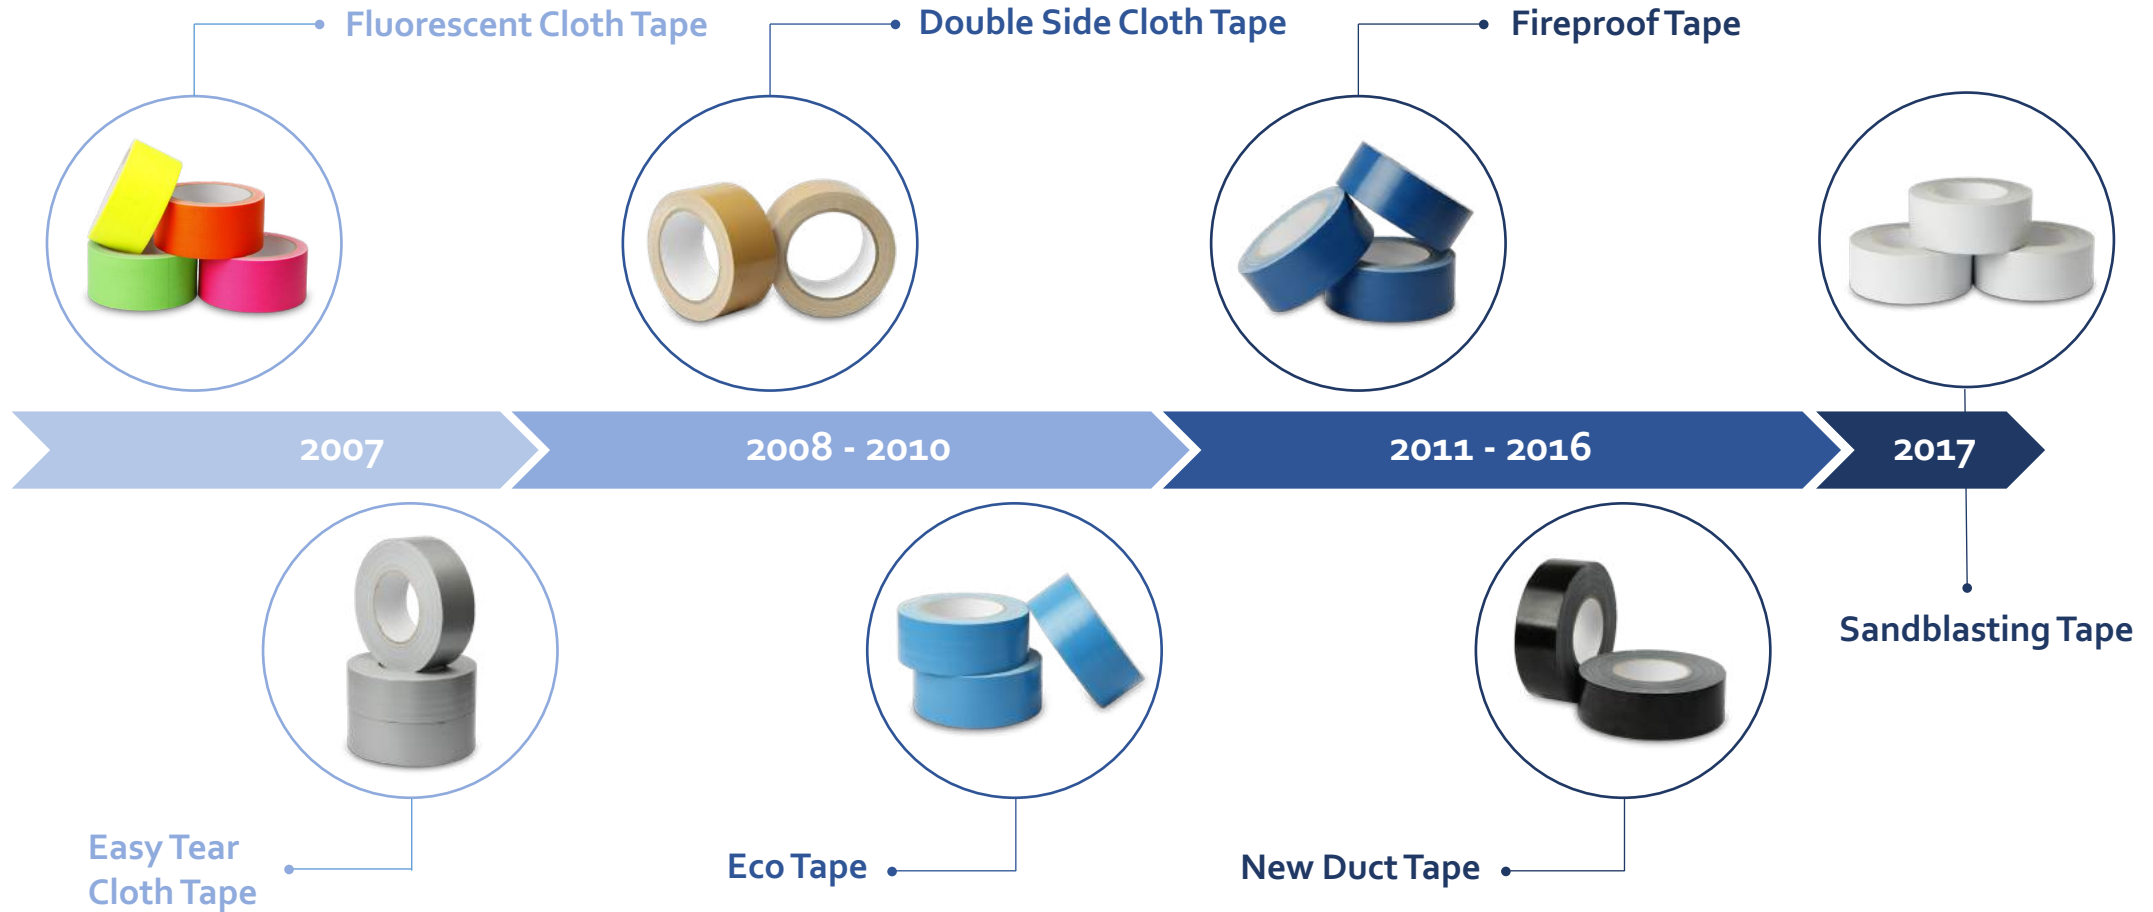 Fluorescent Cloth Tape
Double Side Cloth Tape
Fireproof Tape
2007
2008 - 2010
2011 - 2016
2017
Sandblasting Tape
Easy Tear
Cloth Tape
Eco Tape
New Duct Tape